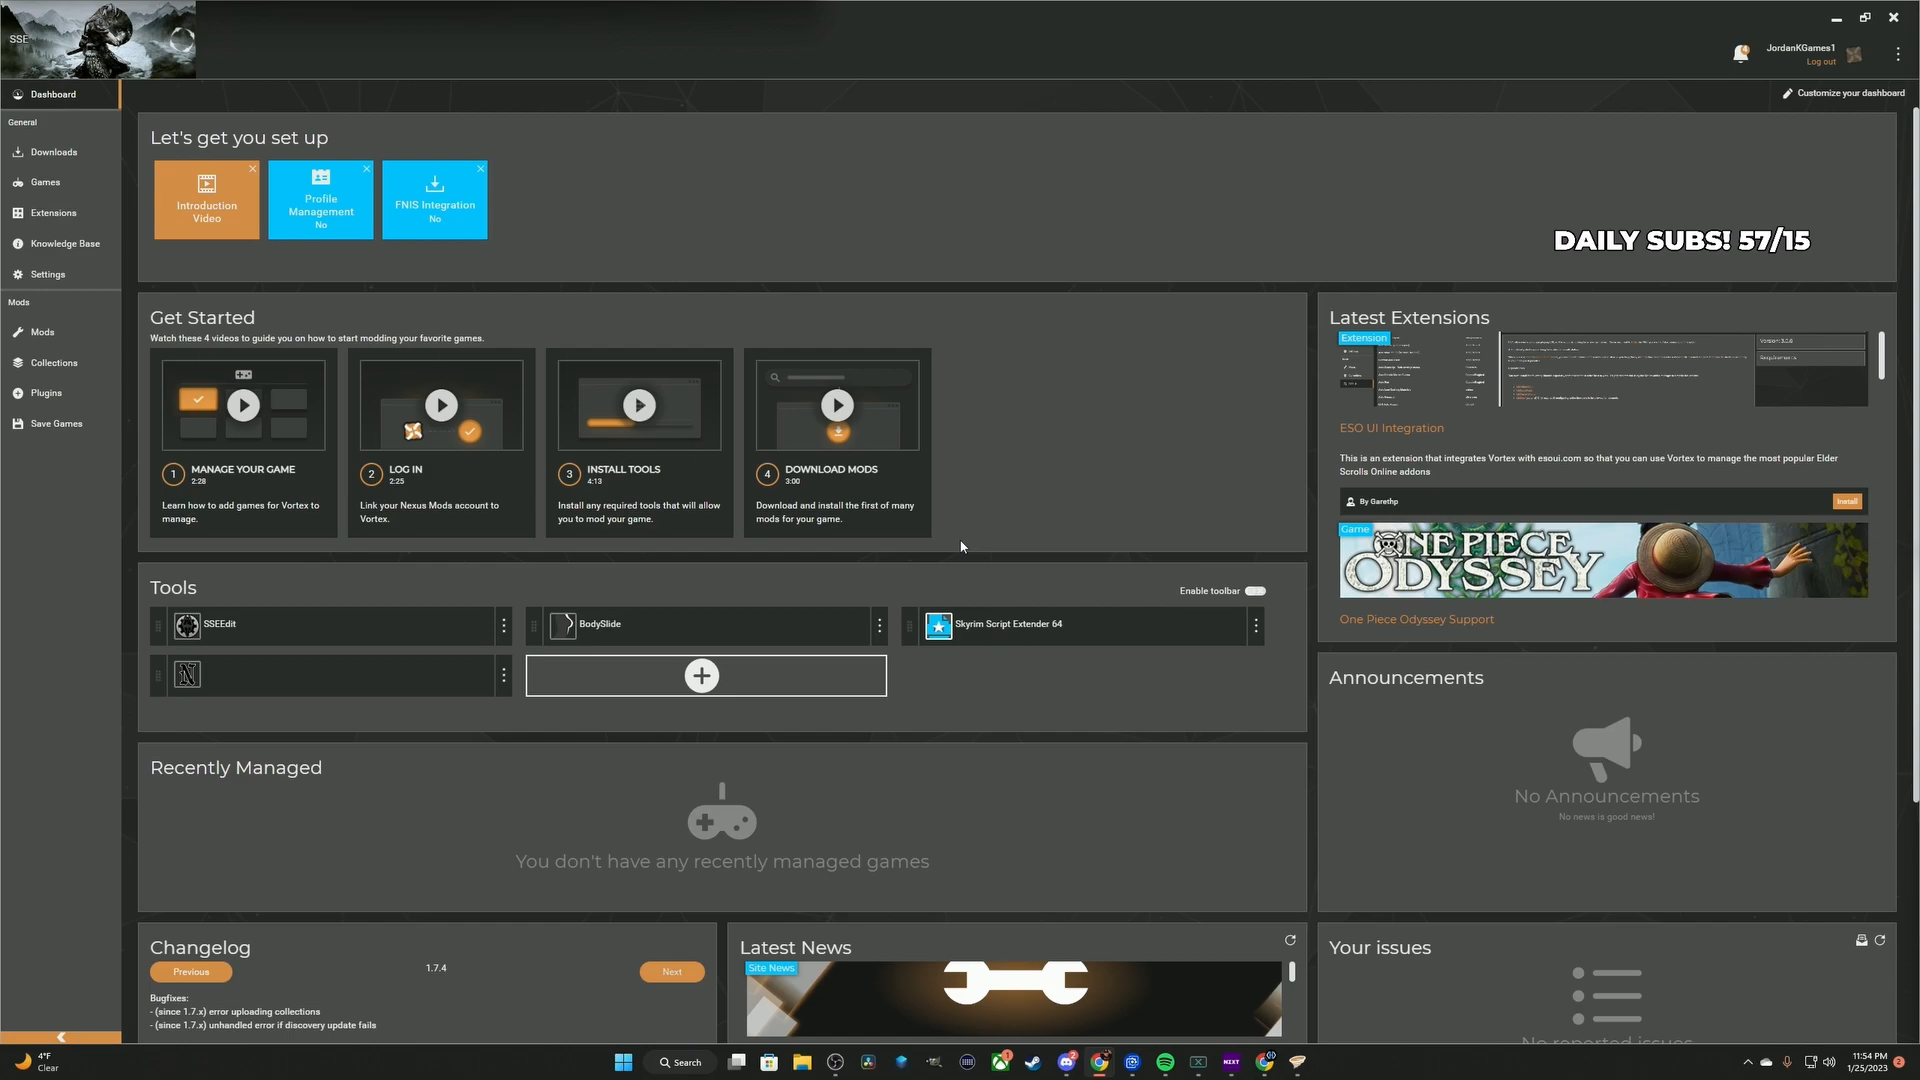 SSE
JordanKGames1
Log out
Dashboard
Customize your dashboard
General
Downloads
Games
Extensions
Knowledge Base
Settings
Mods
Mods
Collections
Plugins
Save Games
Let's get you set up
Introduction
Video
Profile
Management
No
FNIS Integration
No
DAILY SUBS! 57/15
Get Started
Watch these 4 videos to guide you on how to start modding your favorite games.
1 MANAGE YOUR GAME
2:28
Learn how to add games for Vortex to
manage.
2 LOG IN
2:25
Link your Nexus Mods account to
Vortex.
3 INSTALL TOOLS
4:13
Install any required tools that will allow
you to mod your game.
4 DOWNLOAD MODS
3:00
Download and install the first of many
mods for your game.
Latest Extensions
Extension
ESO UI Integration
This is an extension that integrates Vortex with esoui.com so that you can use Vortex to manage the most popular Elder
Scrolls Online addons
By Garethp
Install
Game
ONE PIECE
ODYSSEY
One Piece Odyssey Support
Tools
Enable toolbar
SSEEdit
BodySlide
Skyrim Script Extender 64
N
Announcements
No Announcements
No news is good news!
Recently Managed
You don't have any recently managed games
Changelog
Previous
1.7.4
Next
Bugfixes:
- (since 1.7.x) error uploading collections
- (since 1.7.x) unhandled error if discovery update fails
Latest News
Site News
Your issues
No reported issues
4°F
Clear
Search
11:54 PM
1/25/2023
2